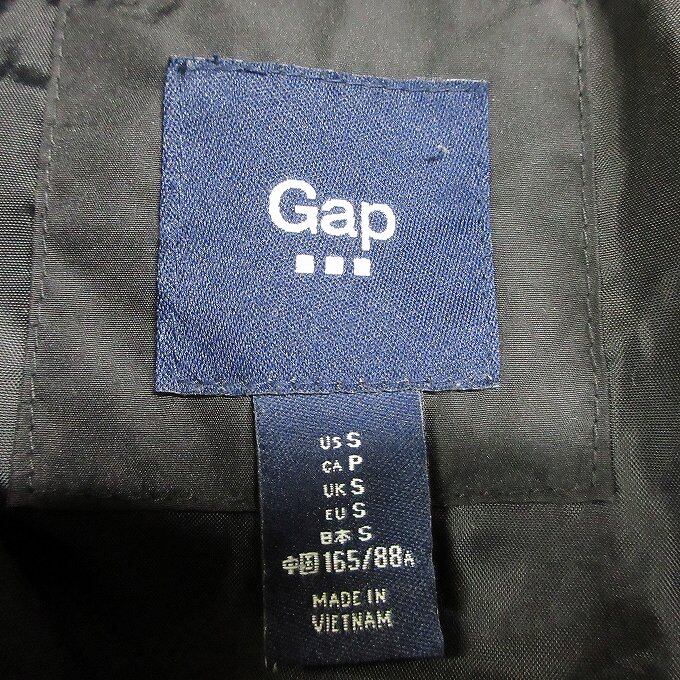 Gap
US S
CA P
UK S
EU S
日本 S
中国 165/88A
MADE IN
VIETNAM